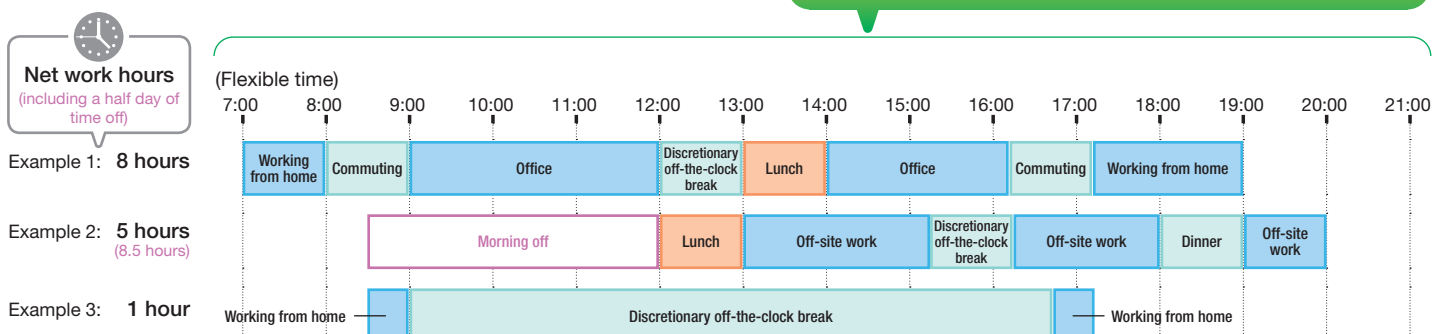 Net work hours
(including a half day of
time off)
(Flexible time)
7:00 8:00 9:00 10:00 11:00 12:00 13:00 14:00 15:00 16:00 17:00 18:00 19:00 20:00 21:00
Example 1: 8 hours
Working
from home
Commuting
Office
Discretionary
off-the-clock
break
Lunch
Office
Commuting
Working from home
Example 2: 5 hours
(8.5 hours)
Morning off
Lunch
Off-site work
Discretionary
off-the-clock
break
Off-site work
Dinner
Off-site
work
Example 3: 1 hour
Working from home
Discretionary off-the-clock break
Working from home